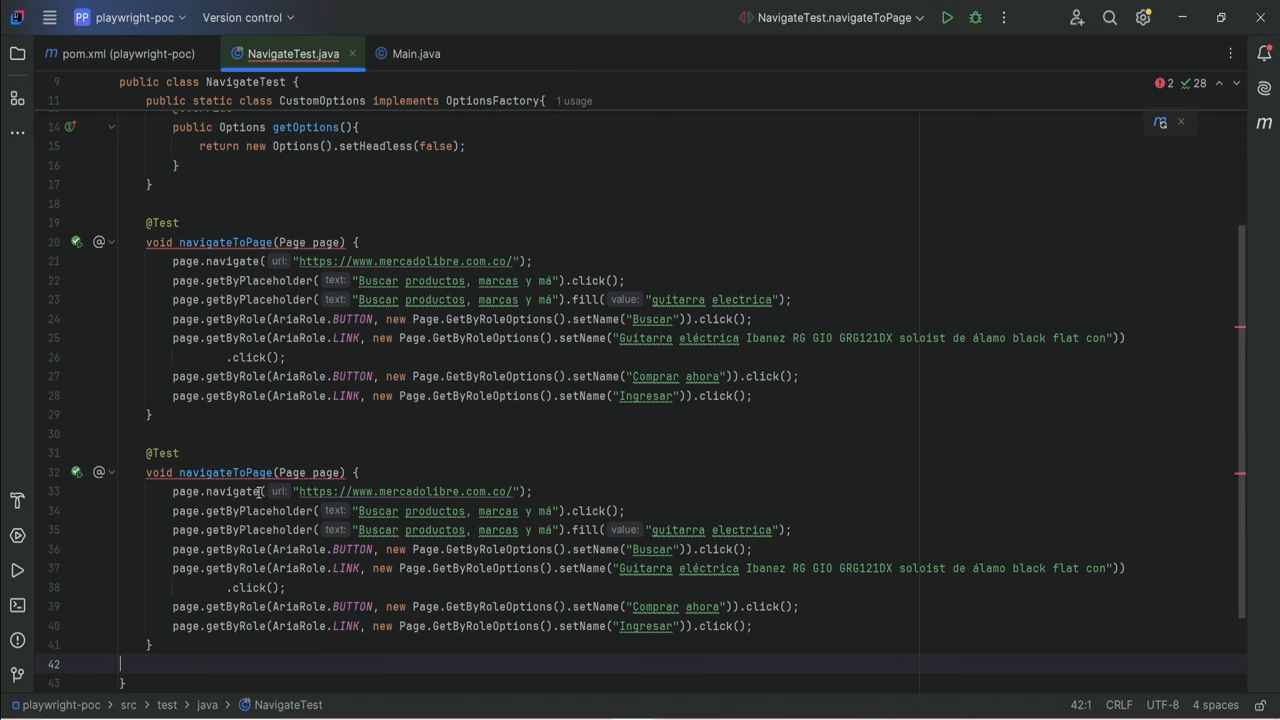 PP playwright-poc Version control NavigateTest.navigateToPage
pom.xml (playwright-poc) NavigateTest.java Main.java
9 public class NavigateTest {
11 public static class CustomOptions implements OptionsFactory{ 1 usage
2 28
14 public Options getOptions(){
15 return new Options().setHeadless(false);
16 }
17 }
18
19 @Test
20 void navigateToPage(Page page) {
21 page.navigate( url: "https://www.mercadolibre.com.co/");
22 page.getByPlaceholder( text: "Buscar productos, marcas y má").click();
23 page.getByPlaceholder( text: "Buscar productos, marcas y má").fill( value: "guitarra electrica");
24 page.getByRole(AriaRole.BUTTON, new Page.GetByRoleOptions().setName("Buscar")).click();
25 page.getByRole(AriaRole.LINK, new Page.GetByRoleOptions().setName("Guitarra eléctrica Ibanez RG GIO GRG121DX soloist de álamo black flat con"))
26 .click();
27 page.getByRole(AriaRole.BUTTON, new Page.GetByRoleOptions().setName("Comprar ahora")).click();
28 page.getByRole(AriaRole.LINK, new Page.GetByRoleOptions().setName("Ingresar")).click();
29 }
30
31 @Test
32 void navigateToPage(Page page) {
33 page.navigate( url: "https://www.mercadolibre.com.co/");
34 page.getByPlaceholder( text: "Buscar productos, marcas y má").click();
35 page.getByPlaceholder( text: "Buscar productos, marcas y má").fill( value: "guitarra electrica");
36 page.getByRole(AriaRole.BUTTON, new Page.GetByRoleOptions().setName("Buscar")).click();
37 page.getByRole(AriaRole.LINK, new Page.GetByRoleOptions().setName("Guitarra eléctrica Ibanez RG GIO GRG121DX soloist de álamo black flat con"))
38 .click();
39 page.getByRole(AriaRole.BUTTON, new Page.GetByRoleOptions().setName("Comprar ahora")).click();
40 page.getByRole(AriaRole.LINK, new Page.GetByRoleOptions().setName("Ingresar")).click();
41 }
42
43 }
playwright-poc > src > test > java > NavigateTest 42:1 CRLF UTF-8 4 spaces